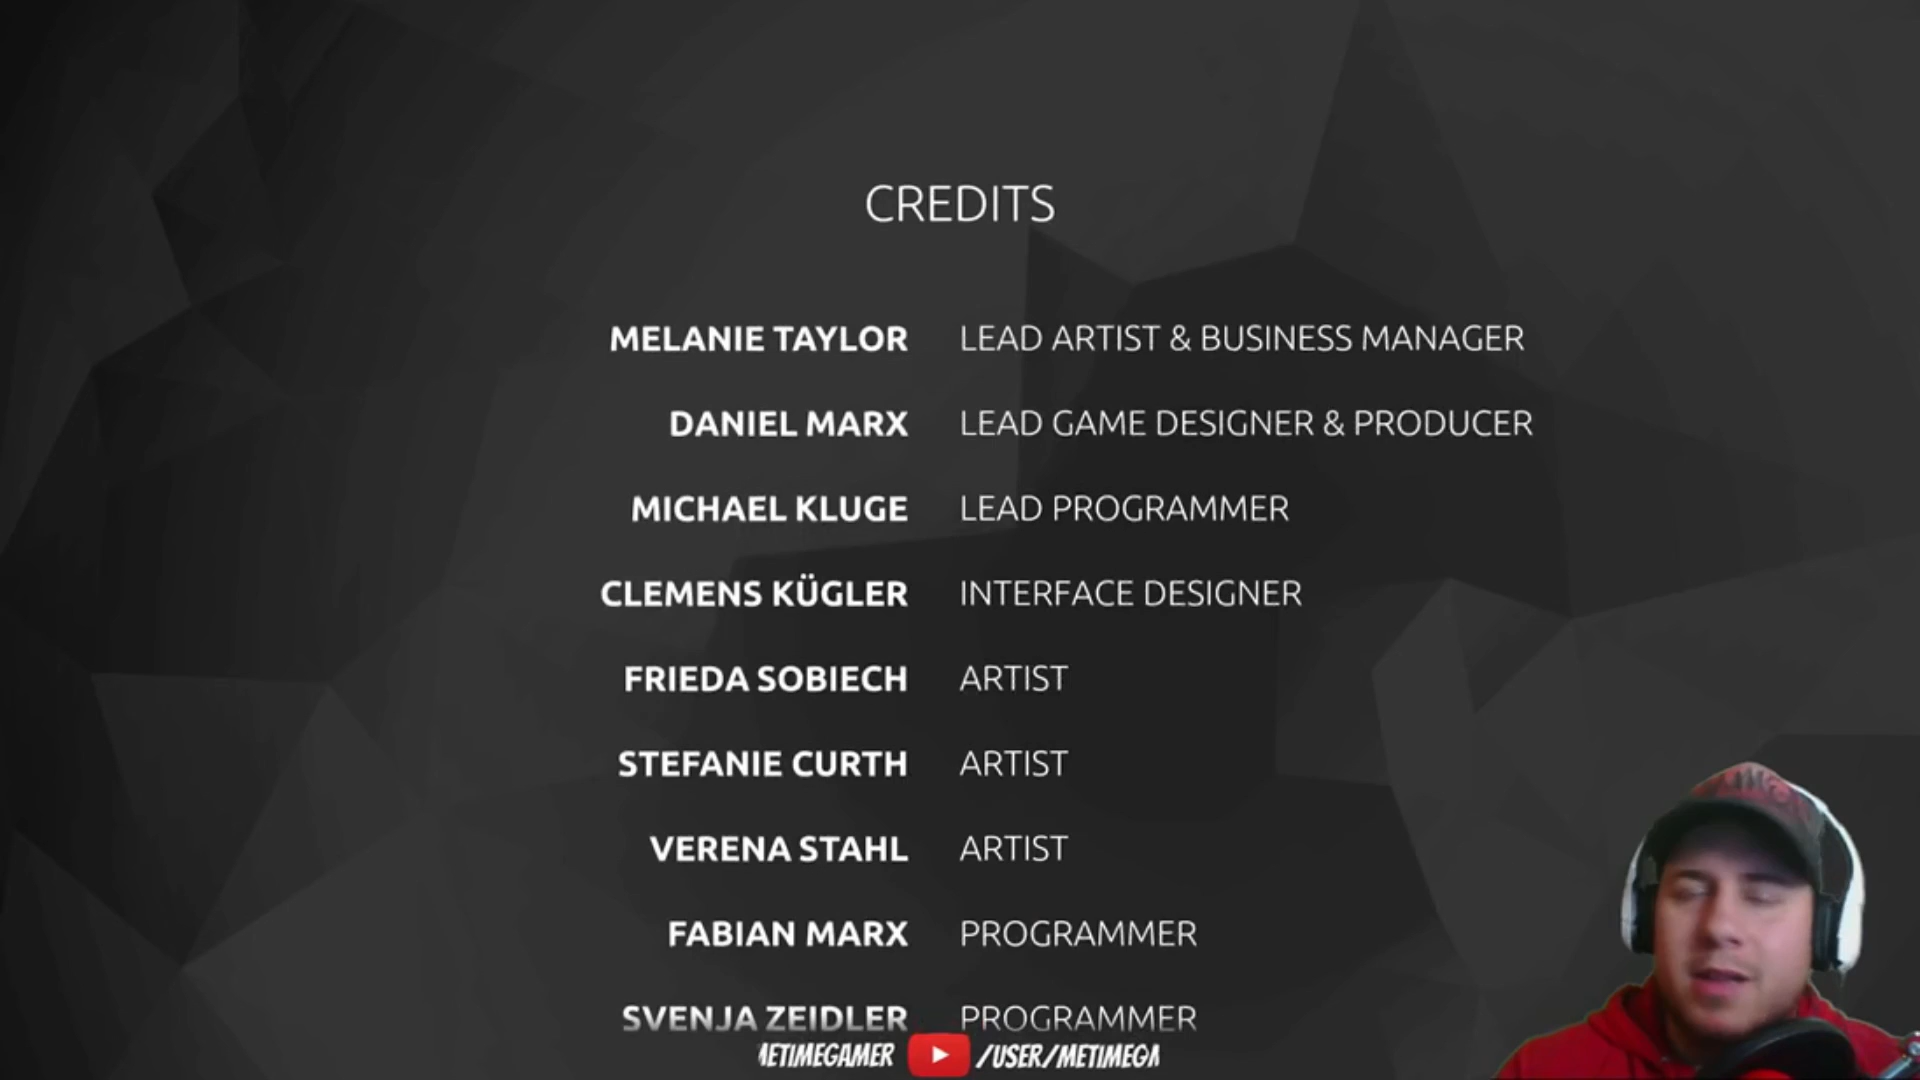 CREDITS
MELANIE TAYLOR LEAD ARTIST & BUSINESS MANAGER
DANIEL MARX LEAD GAME DESIGNER & PRODUCER
MICHAEL KLUGE LEAD PROGRAMMER
CLEMENS KÜGLER INTERFACE DESIGNER
FRIEDA SOBIECH ARTIST
STEFANIE CURTH ARTIST
VERENA STAHL ARTIST
FABIAN MARX PROGRAMMER
SVENJA ZEIDLER PROGRAMMER
METIMEGAMER /USER/METIMEGA